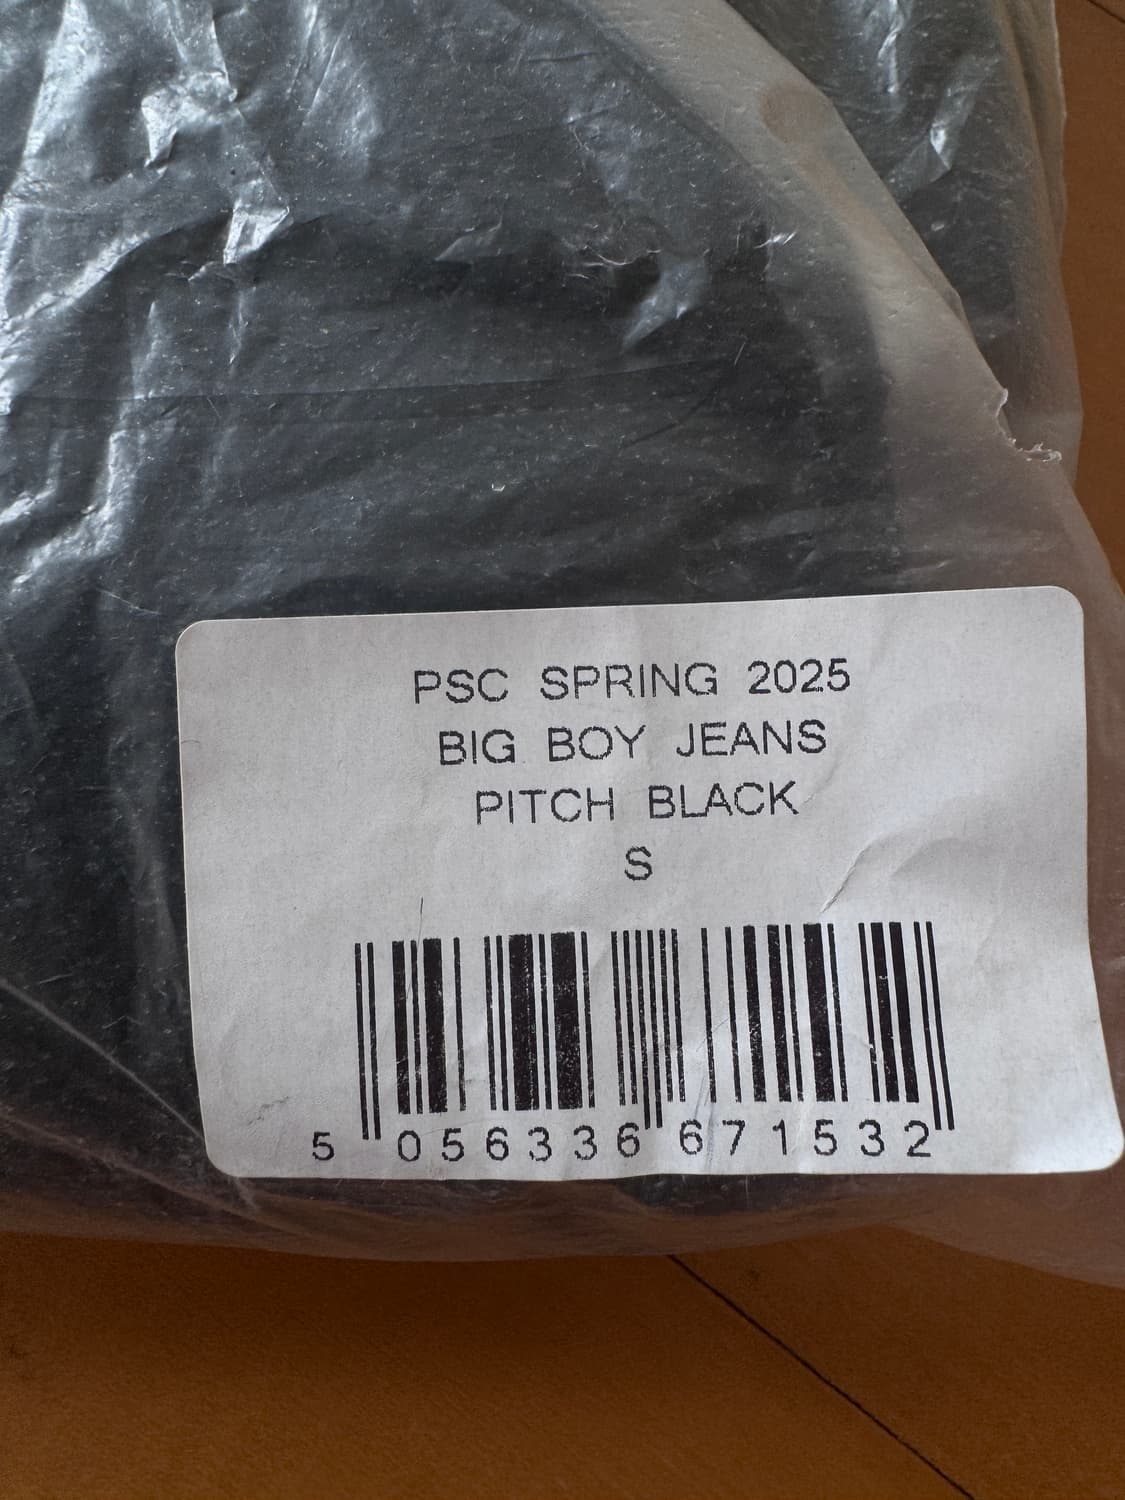 PSC SPRING 2025
BIG BOY JEANS
PITCH BLACK
S
5 056336 671532